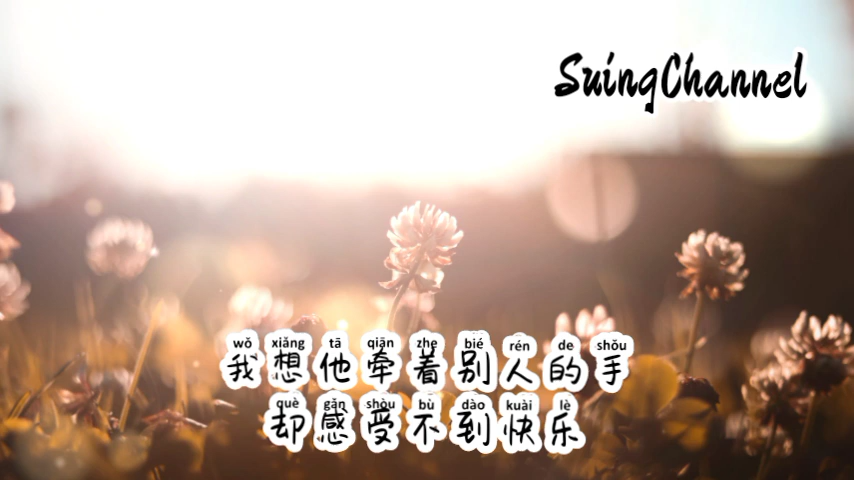 SuingChannel
wǒ xiǎng tā qiān zhe bié rén de shǒu
我想他牵着别人的手
què gǎn shòu bù dào kuài lè
却感受不到快乐